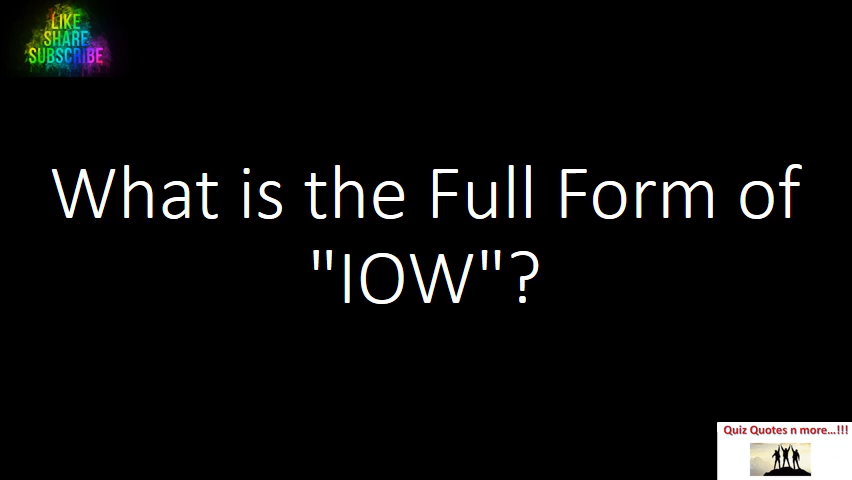 LIKE
SHARE
SUBSCRIBE
What is the Full Form of
"IOW"?
Quiz Quotes n more...!!!